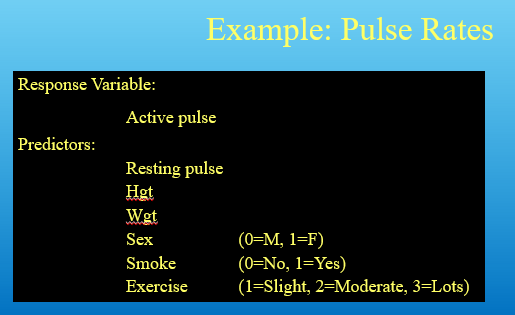 Example: Pulse Rates
Response Variable:
Active pulse
Predictors:
Resting pulse
Hgt
Wgt
Sex (0=M, 1=F)
Smoke (0=No, 1=Yes)
Exercise (1=Slight, 2=Moderate, 3=Lots)